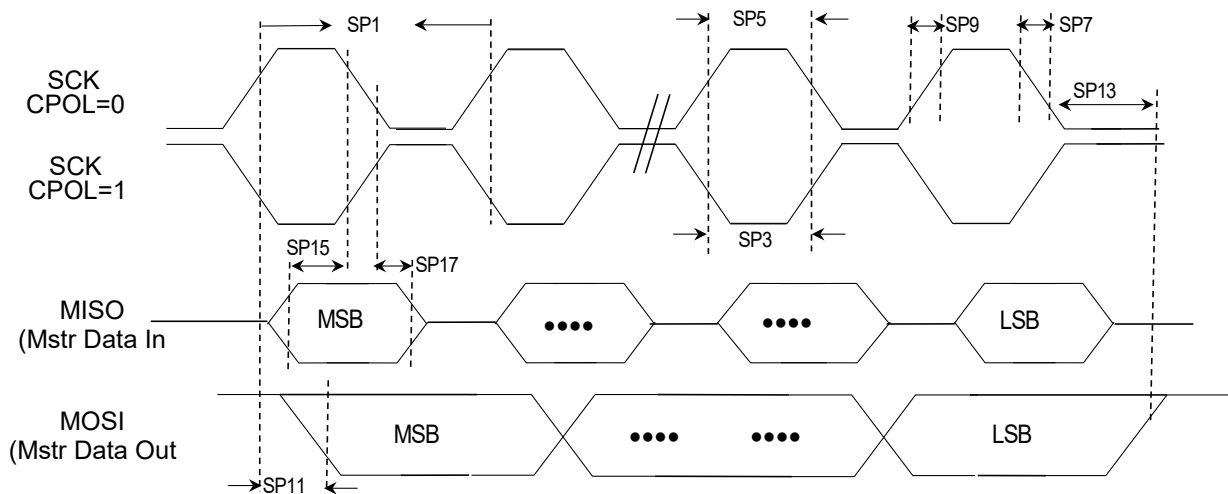 SP1
SP5
SP9
SP7
SCK
CPOL=0
SP13
SCK
CPOL=1
SP3
SP15
SP17
MISO
(Mstr Data In
MSB
LSB
MOSI
(Mstr Data Out
MSB
LSB
SP11